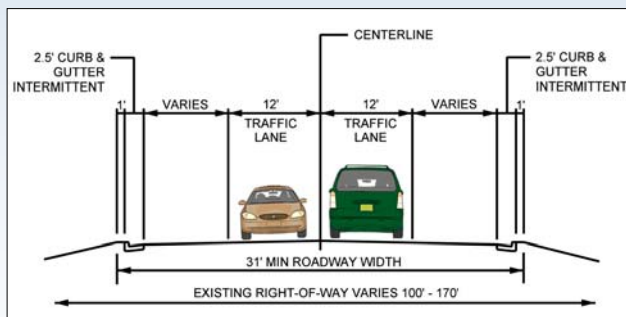 CENTERLINE
2.5' CURB &
GUTTER
INTERMITTENT
2.5' CURB &
GUTTER
INTERMITTENT
1' VARIES 12' 12' VARIES 1'
TRAFFIC
LANE
TRAFFIC
LANE
31' MIN ROADWAY WIDTH
EXISTING RIGHT-OF-WAY VARIES 100' - 170'